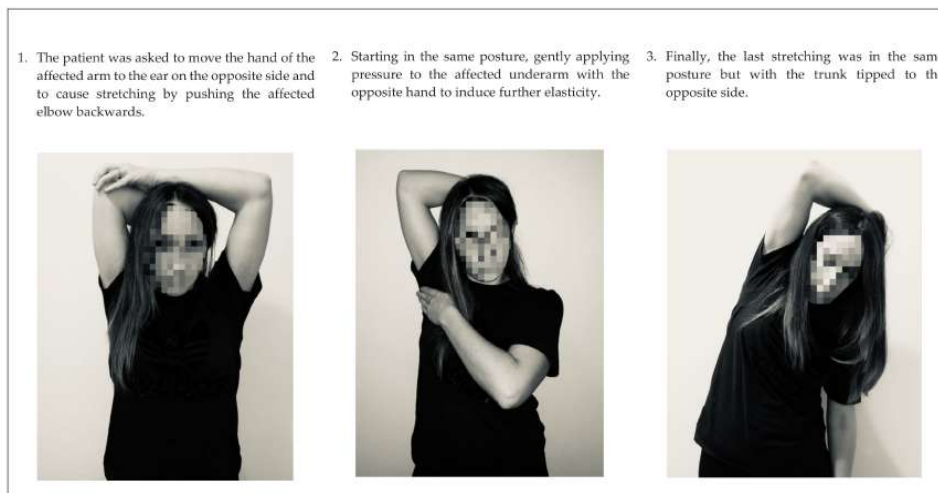 1. The patient was asked to move the hand of the
affected arm to the ear on the opposite side and
to cause stretching by pushing the affected
elbow backwards.
2. Starting in the same posture, gently applying
pressure to the affected underarm with the
opposite hand to induce further elasticity.
3. Finally, the last stretching was in the sam
posture but with the trunk tipped to th
opposite side.